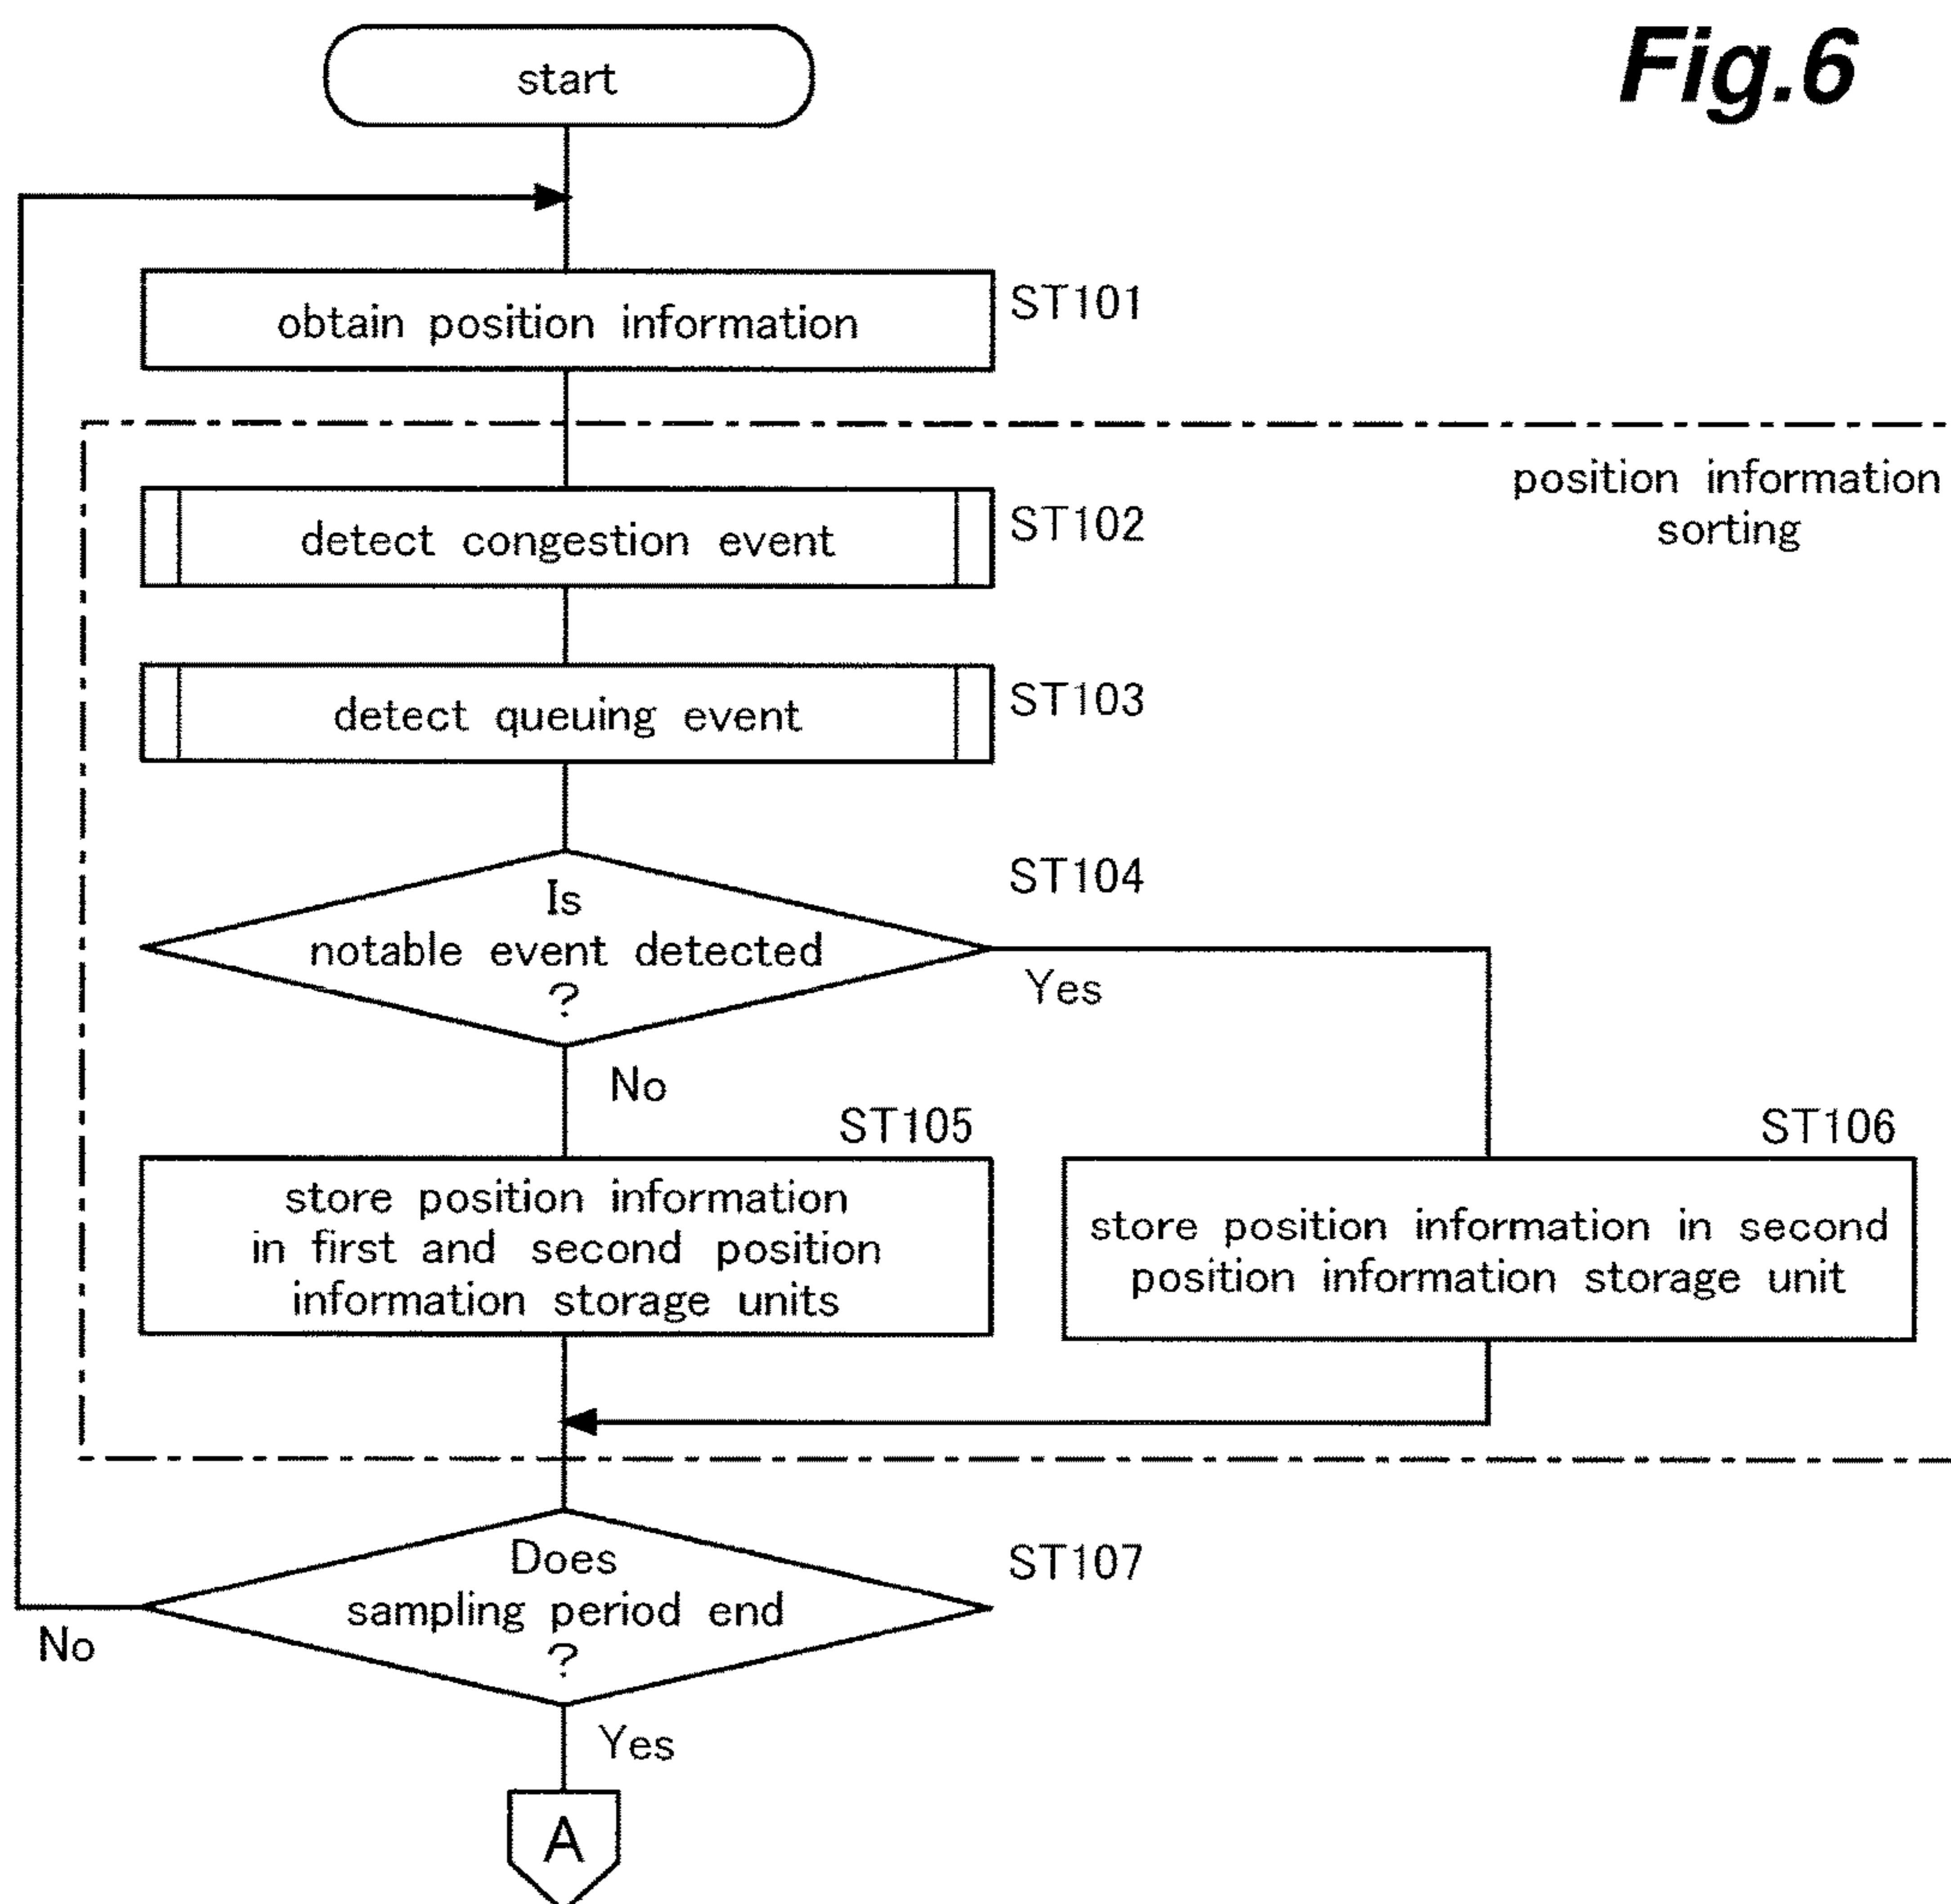 Fig.6
start
obtain position information
ST101
position information
sorting
detect congestion event
ST102
detect queuing event
ST103
Is
notable event detected
?
ST104
Yes
No
ST105
store position information
in first and second position
information storage units
ST106
store position information in second
position information storage unit
Does
sampling period end
?
ST107
No
Yes
A